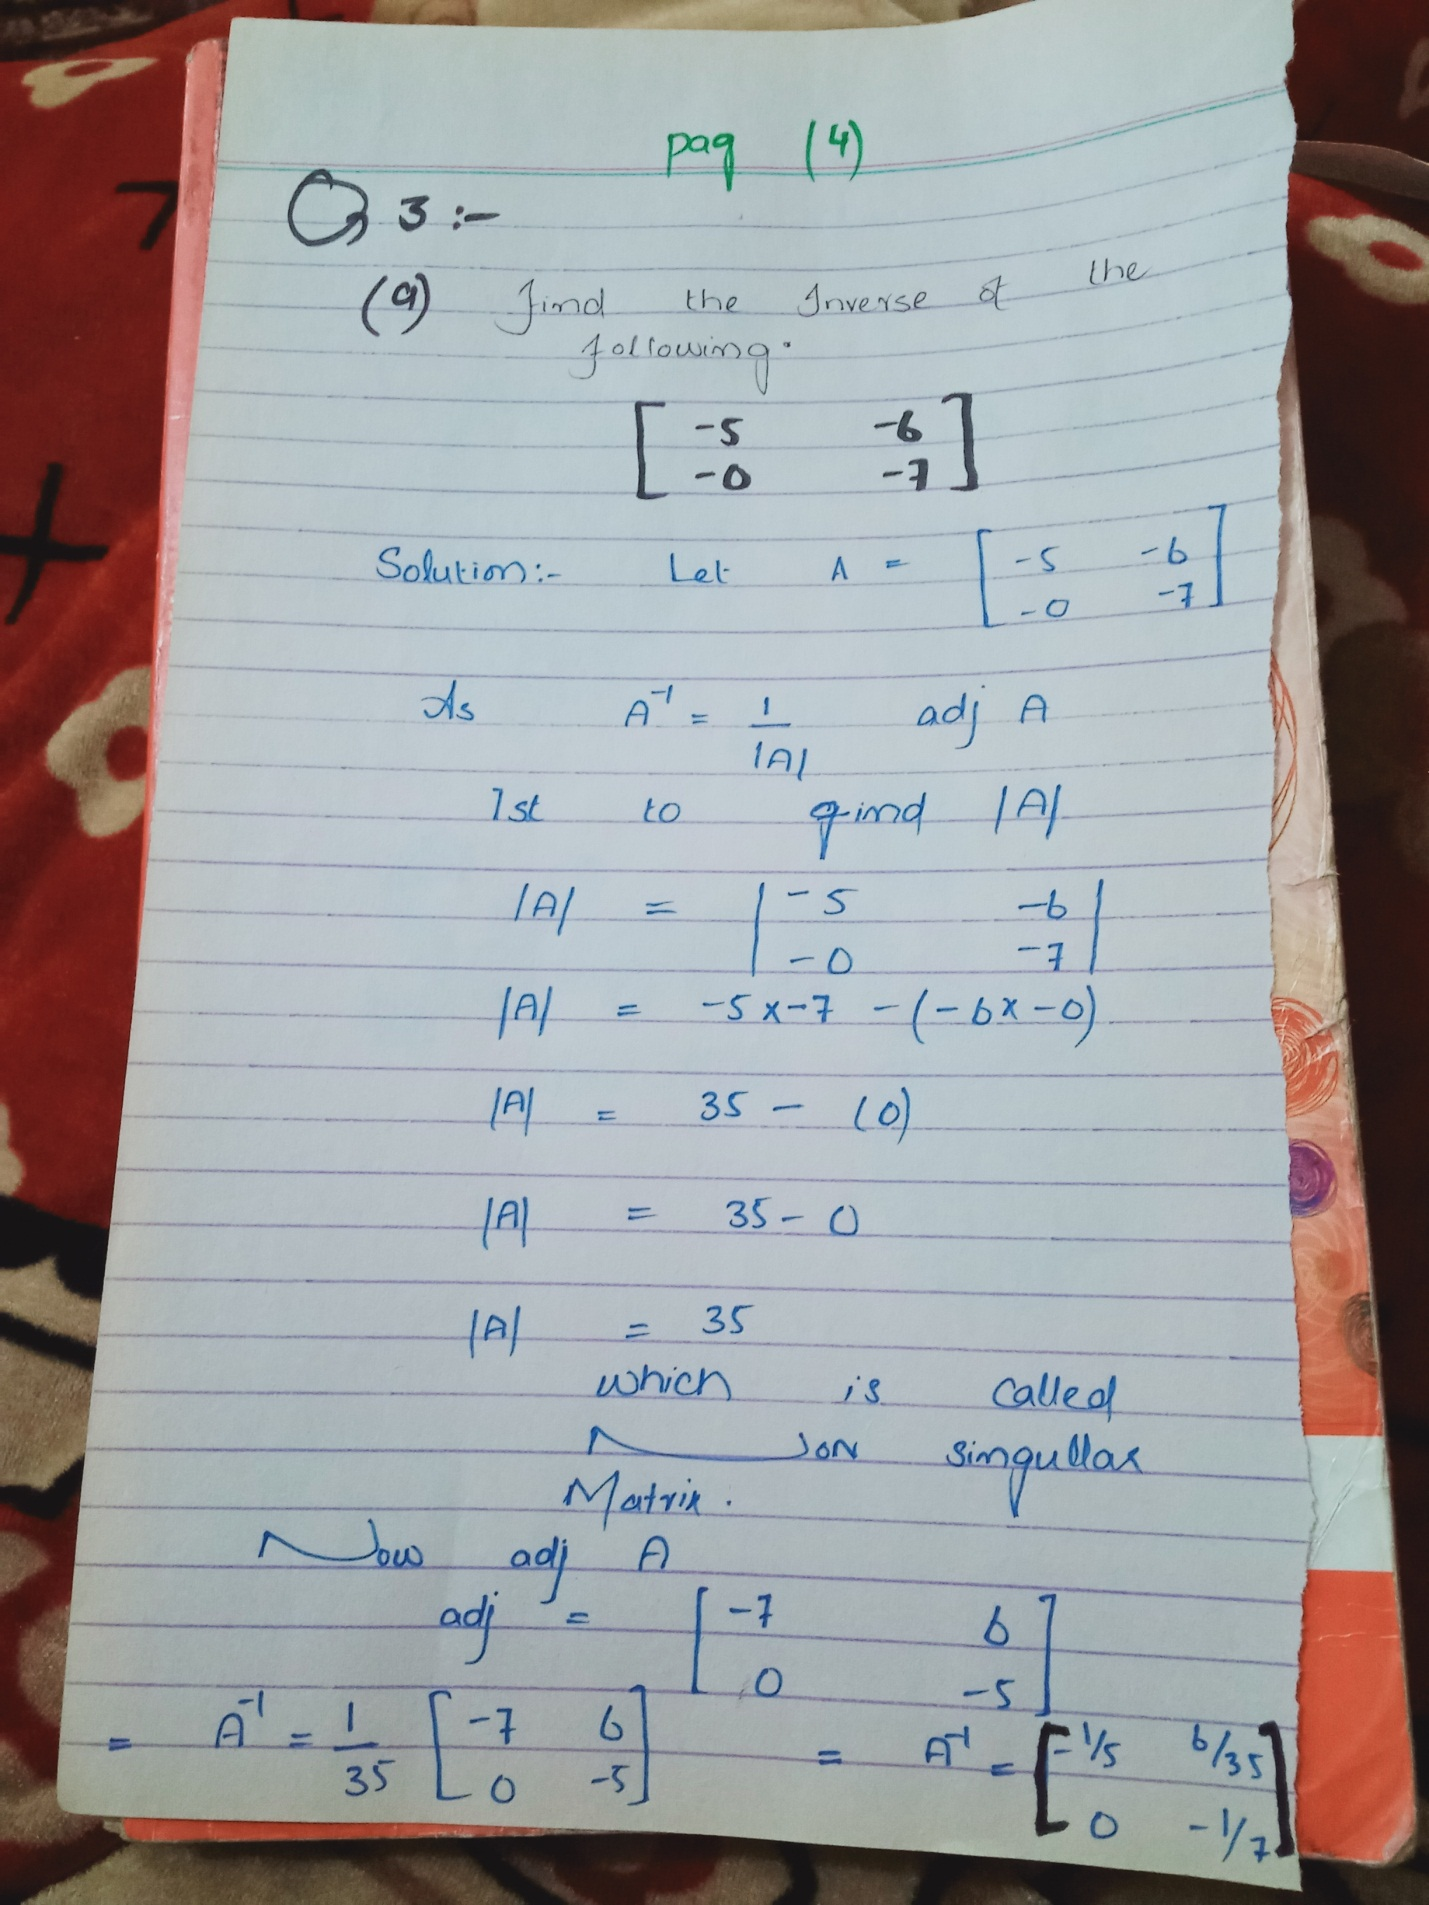 pag (4)
Q 3 :-
(a) Find the Inverse of the
following.
[ -5 -6
-0 -7 ]
Solution:- Let A = [ -5 -6
-0 -7 ]
As A⁻¹ = 1/|A| adj A
1st to find |A|
|A| = | -5 -6
-0 -7 |
|A| = -5x-7 -(-6x-0)
|A| = 35 - (0)
|A| = 35 - 0
|A| = 35
which is called
Non singullar
Matrix.
Now adj A
adj = [ -7 6
0 -5 ]
= A⁻¹ = 1/35 [ -7 6
0 -5 ]
= A⁻¹ = [ -1/5 6/35
0 -1/7 ]